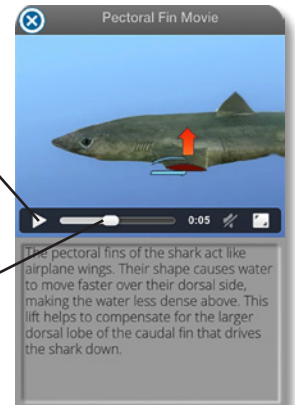 Pectoral Fin Movie
0:05
The pectoral fins of the shark act like
airplane wings. Their shape causes water
to move faster over their dorsal side,
making the water less dense above. This
lift helps to compensate for the larger
dorsal lobe of the caudal fin that drives
the shark down.